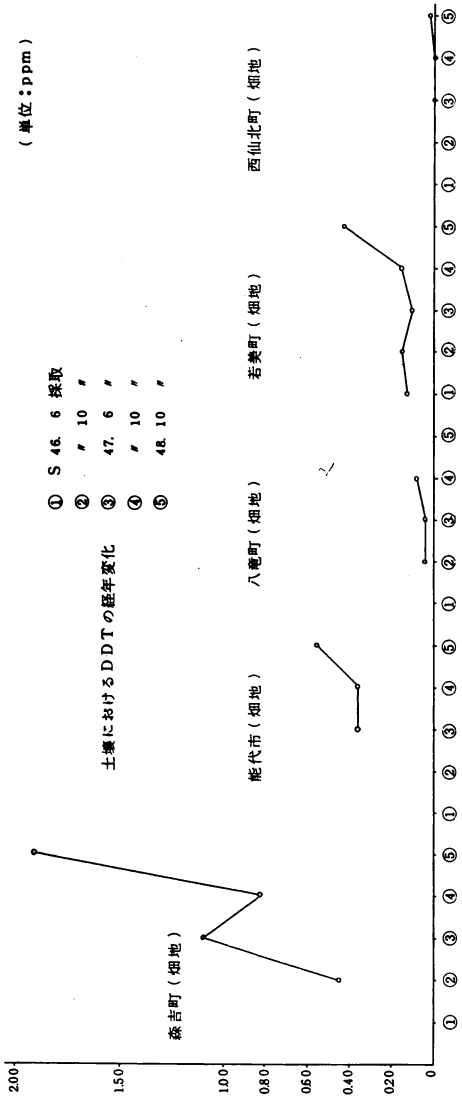 (単位:ppm)
土壌におけるDDTの経年変化
① S 46. 6 採取
② 〃 10 〃
③ 47. 6 〃
④ 〃 10 〃
⑤ 48. 10 〃
森吉町(畑地)
能代市(畑地)
八竜町(畑地)
若美町(畑地)
西仙北町(畑地)
2.00
1.50
1.00
0.80
0.60
0.40
0.20
0
① ② ③ ④ ⑤ ① ② ③ ④ ⑤ ① ② ③ ④ ⑤ ① ② ③ ④ ⑤ ① ② ③ ④ ⑤